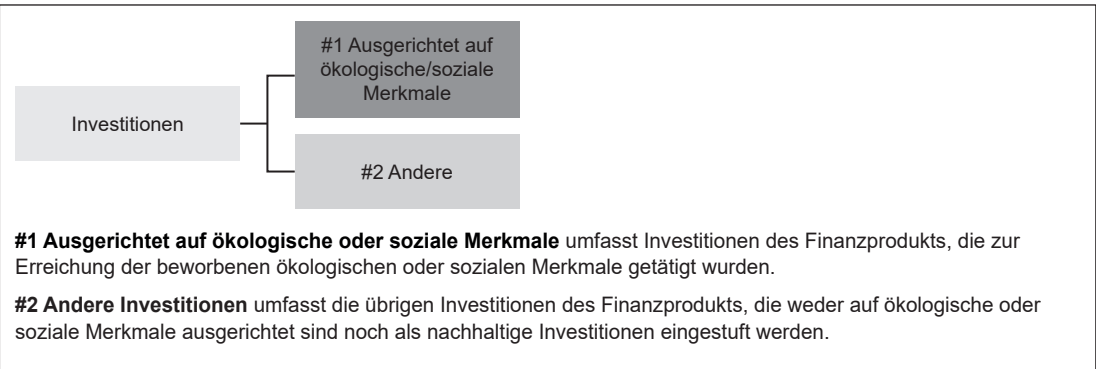 #1 Ausgerichtet auf
ökologische/soziale
Merkmale
Investitionen
#2 Andere
#1 Ausgerichtet auf ökologische oder soziale Merkmale umfasst Investitionen des Finanzprodukts, die zur
Erreichung der beworbenen ökologischen oder sozialen Merkmale getätigt wurden.
#2 Andere Investitionen umfasst die übrigen Investitionen des Finanzprodukts, die weder auf ökologische oder
soziale Merkmale ausgerichtet sind noch als nachhaltige Investitionen eingestuft werden.